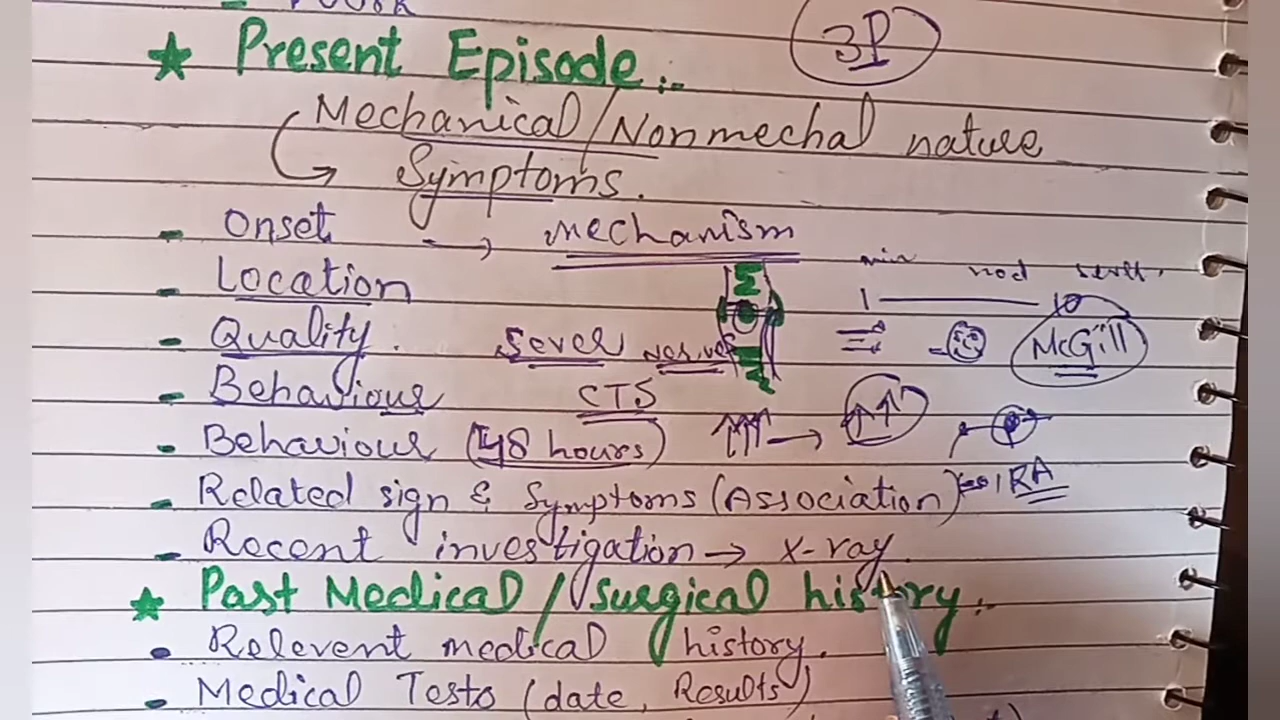 3P
★ Present Episode :-
Mechanical/Nonmechal nature
→ Symptoms.
- Onset → Mechanism
- Location
min mod
1 10
- Quality. Sever nerves McGill
- Behaviour CTS
- Behaviour (48 hours) ↑↑↑ → ↑↑
- Related sign & Symptoms (Association) RA
- Recent investigation → X-ray
★ Past Medical / Surgical history :-
• Relevent medical history.
- Medical Tests (date, Results)